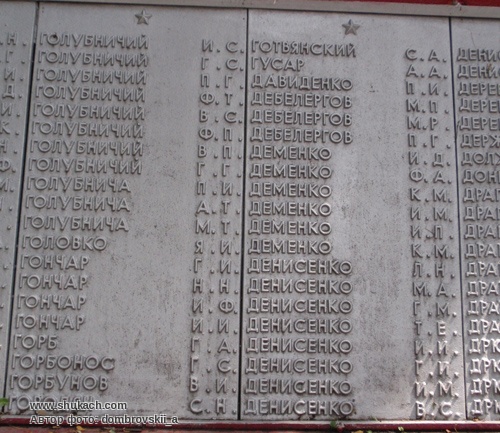 ГОЛУБНИЧИЙ И.С.
ГОЛУБНИЧИЙ Г.С.
ГОЛУБНИЧИЙ П.Г.
ГОЛУБНИЧИЙ Ф.Т.
ГОЛУБНИЧИЙ В.С.
ГОЛУБНИЧИЙ Ф.П.
ГОЛУБНИЧИЙ В.П.
ГОЛУБНИЧИЙ Г.Г.
ГОЛУБНИЧА П.И.
ГОЛУБНИЧА А.Т.
ГОЛУБНИЧА М.Т.
ГОЛОВКО Я.И.
ГОНЧАР Г.И.
ГОНЧАР Н.Н.
ГОНЧАР И.Ф.
ГОНЧАР И.И.
ГОРБ Г.А.
ГОРБОНОС Г.С.
ГОРБУНОВ В.И.
С.Н.
ГОТВЯНСКИЙ С.А.
ГУСАР А.А.
ДАВИДЕНКО П.И.
ДЕБЕЛЕРГОВ М.П.
ДЕБЕЛЕРГОВ М.Р.
ДЕБЕЛЕРГОВ П.Г.
ДЕМЕНКО И.Д.
ДЕМЕНКО Ф.А.
ДЕМЕНКО К.М.
ДЕМЕНКО И.М.
ДЕМЕНКО И.П.
ДЕМЕНКО К.М.
ДЕНИСЕНКО Л.Н.
ДЕНИСЕНКО М.А.
ДЕНИСЕНКО Г.М.
ДЕНИСЕНКО Т.Е.
ДЕНИСЕНКО И.И.
ДЕНИСЕНКО Г.И.
ДЕНИСЕНКО И.М.
ДЕНИСЕНКО В.С.
www.shukach.com
Автор фото: dombrovskii_a